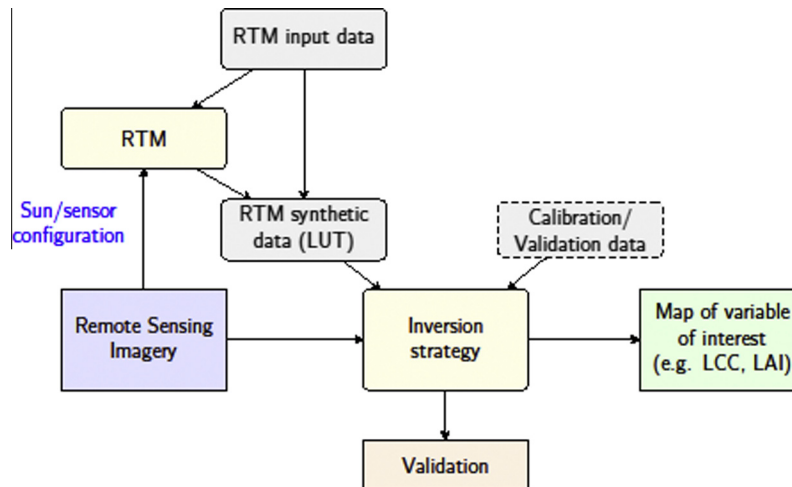 RTM input data
RTM
Sun/sensor
configuration
RTM synthetic
data (LUT)
Calibration/
Validation data
Remote Sensing
Imagery
Inversion
strategy
Map of variable
of interest
(e.g. LCC, LAI)
Validation